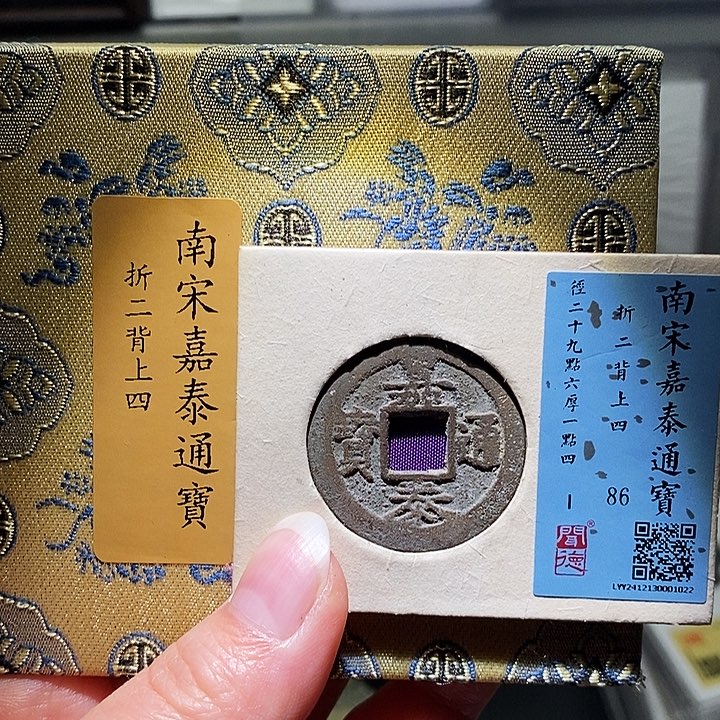 南宋嘉泰通寶
折二背上四
嘉泰通寶
南宋嘉泰通寶
折二背上四
徑二十九點六厚一點四
86
聞德®
LYY2412130001022